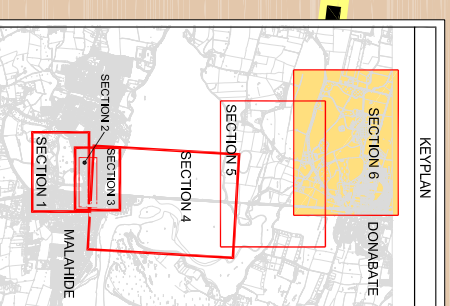 KEYPLAN
SECTION 1
SECTION 2
SECTION 3
SECTION 4
SECTION 5
SECTION 6
MALAHIDE
DONABATE